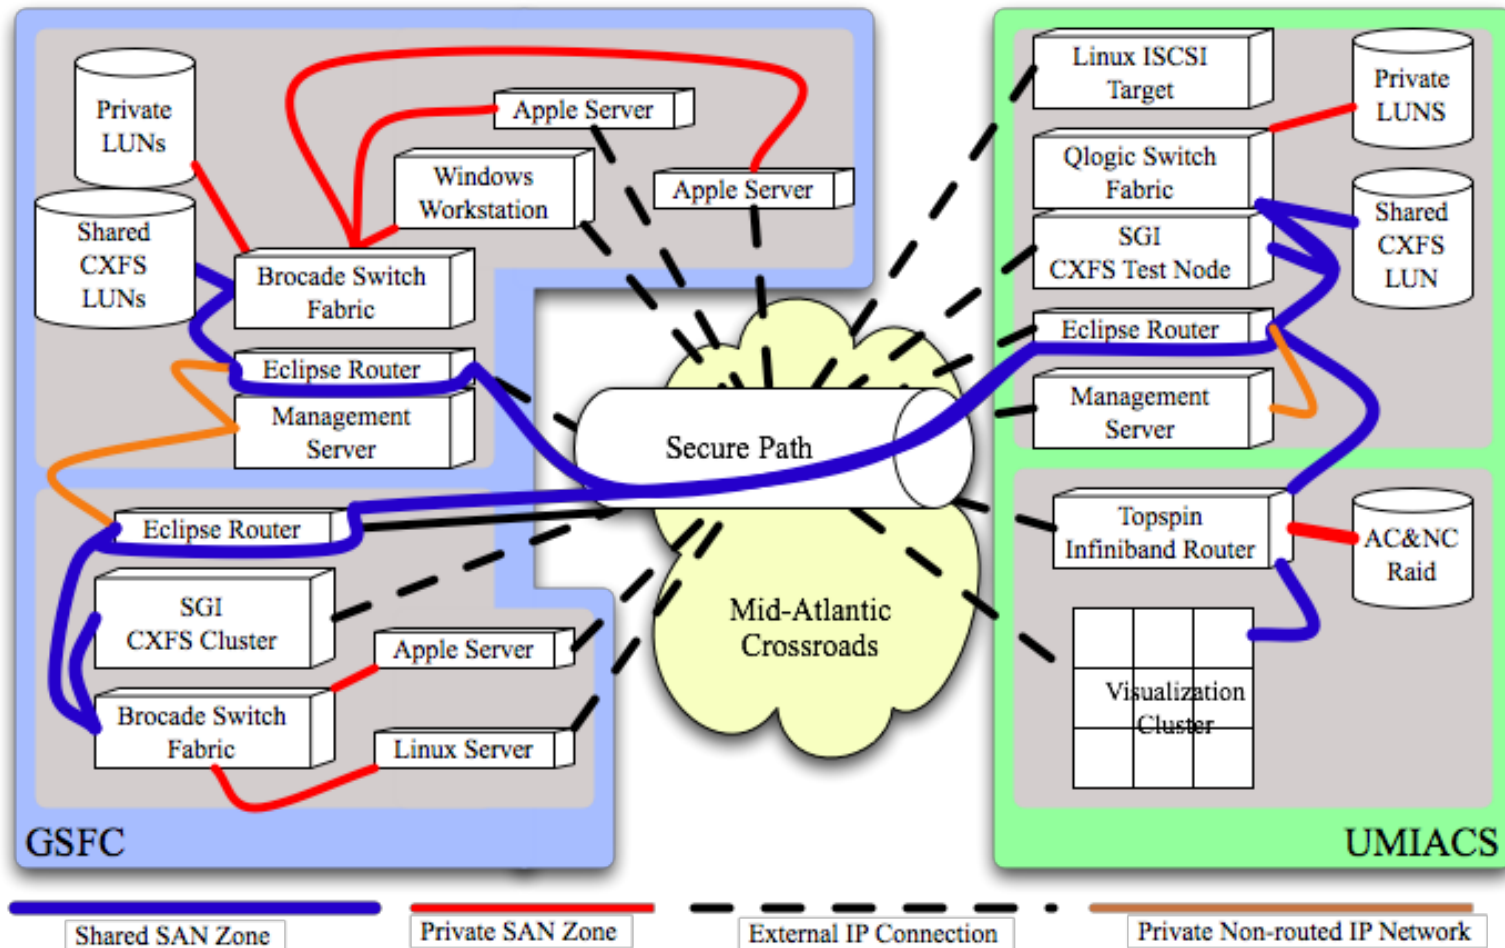 Private
LUNs
Shared
CXFS
LUNs
Apple Server
Windows
Workstation
Apple Server
Brocade Switch
Fabric
Eclipse Router
Management
Server
Eclipse Router
SGI
CXFS Cluster
Apple Server
Brocade Switch
Fabric
Linux Server
GSFC
Secure Path
Mid-Atlantic
Crossroads
Linux ISCSI
Target
Private
LUNS
Qlogic Switch
Fabric
Shared
CXFS
LUN
SGI
CXFS Test Node
Eclipse Router
Management
Server
Topspin
Infiniband Router
AC&NC
Raid
Visualization
Cluster
UMIACS
Shared SAN Zone
Private SAN Zone
External IP Connection
Private Non-routed IP Network